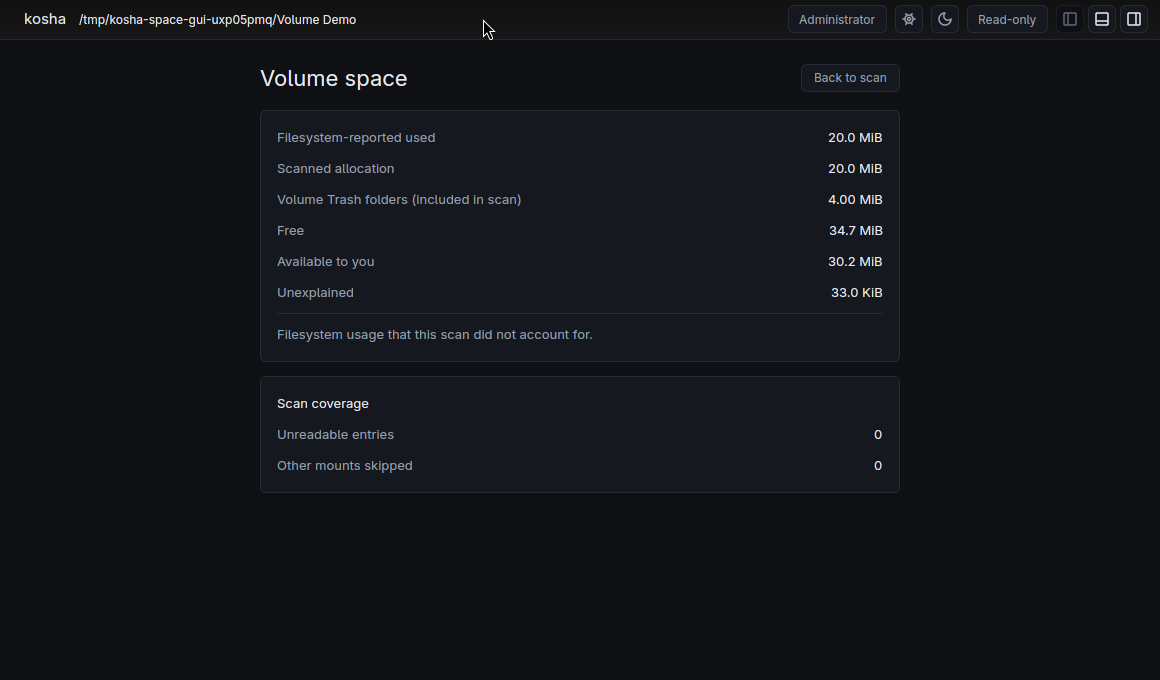 kosha /tmp/kosha-space-gui-uxp05pmq/Volume Demo Administrator Read-only
Volume space Back to scan
Filesystem-reported used 20.0 MiB
Scanned allocation 20.0 MiB
Volume Trash folders (included in scan) 4.00 MiB
Free 34.7 MiB
Available to you 30.2 MiB
Unexplained 33.0 KiB
Filesystem usage that this scan did not account for.
Scan coverage
Unreadable entries 0
Other mounts skipped 0